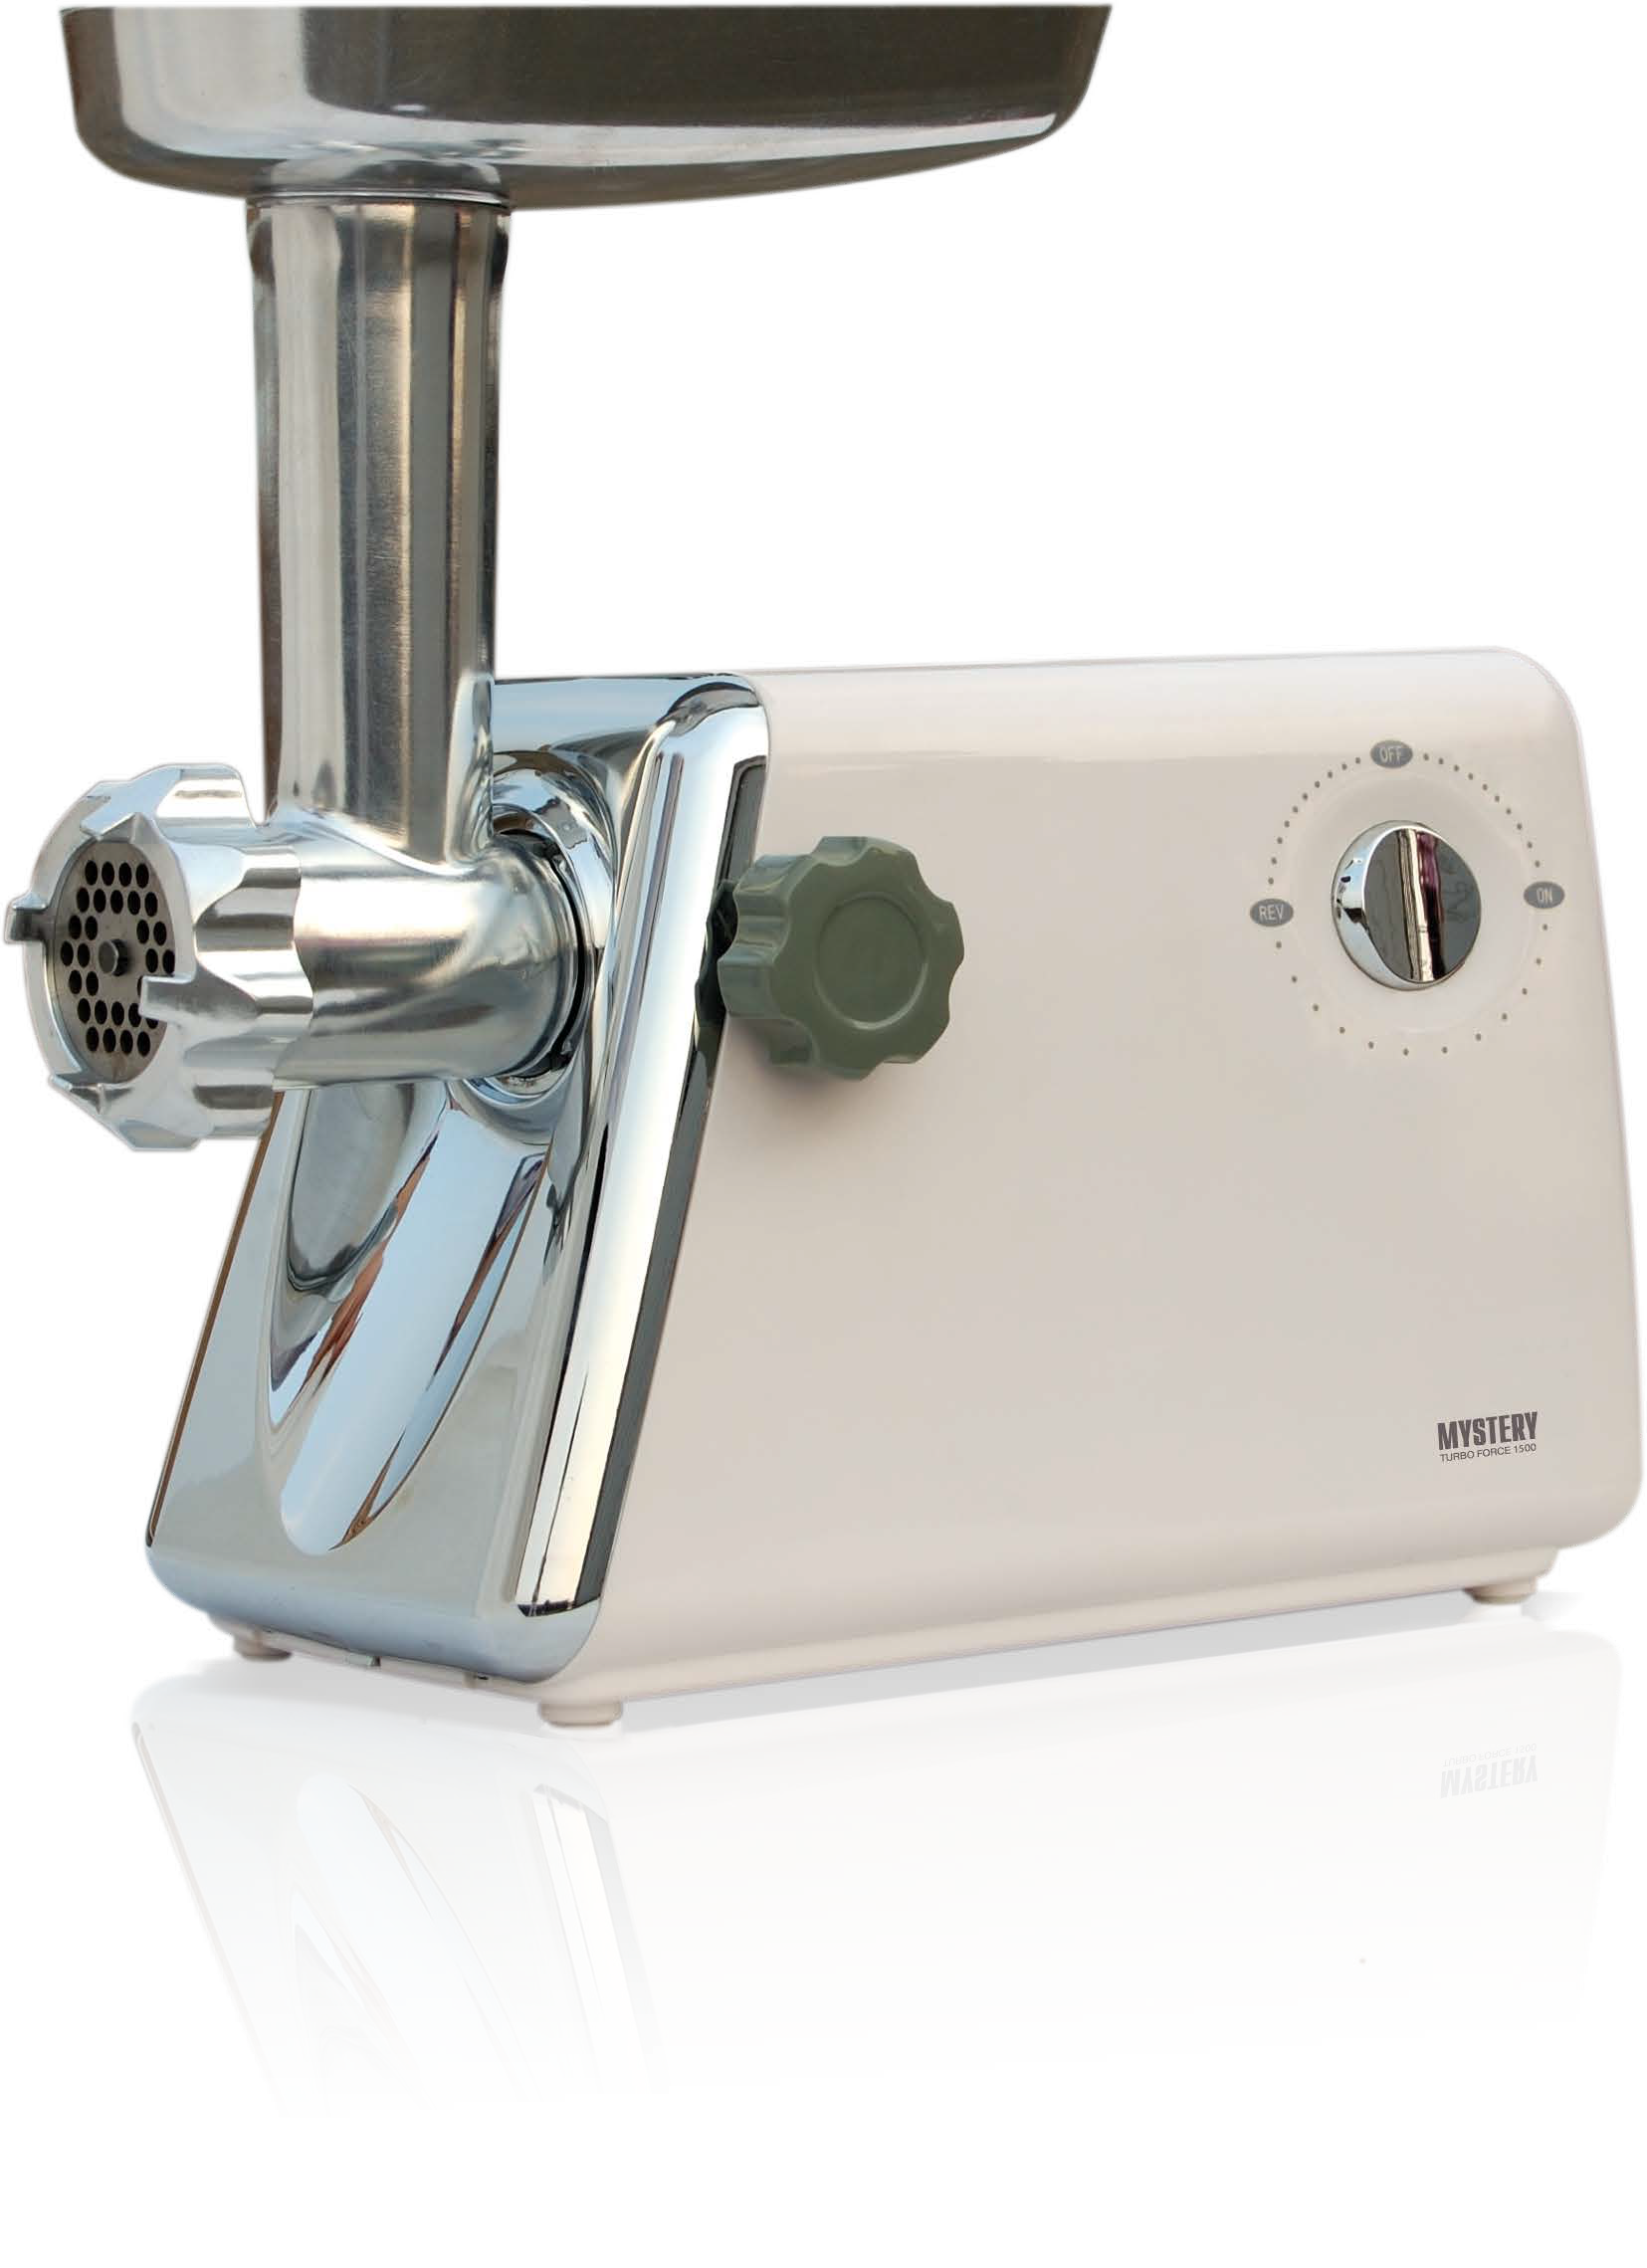 OFF
REV
ON
MYSTERY
TURBO FORCE 1500